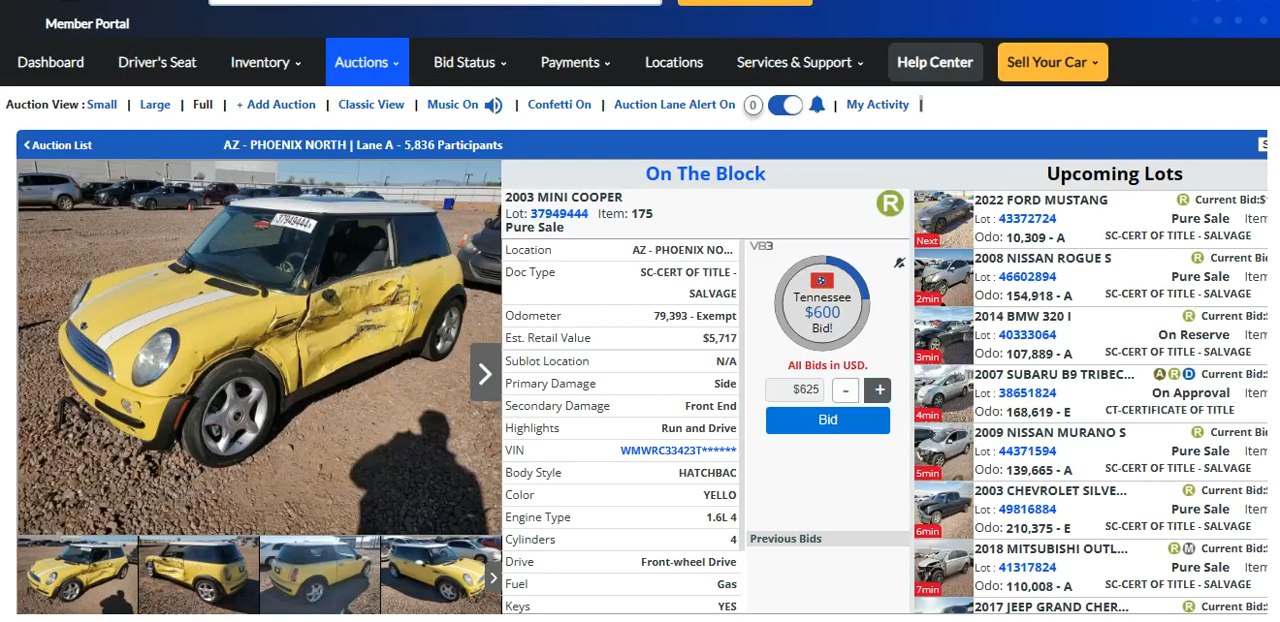 Member Portal
Dashboard Driver's Seat Inventory Auctions Bid Status Payments Locations Services & Support Help Center Sell Your Car
Auction View : Small | Large | Full | + Add Auction | Classic View | Music On | Confetti On | Auction Lane Alert On 0 | My Activity |
Auction List AZ - PHOENIX NORTH | Lane A - 5,836 Participants S
37949444
On The Block
2003 MINI COOPER
Lot: 37949444 Item: 175
Pure Sale
R
Location AZ - PHOENIX NO...
Doc Type SC-CERT OF TITLE -
SALVAGE
Odometer 79,393 - Exempt
Est. Retail Value $5,717
Sublot Location N/A
Primary Damage Side
Secondary Damage Front End
Highlights Run and Drive
VIN WMWRC33423T******
Body Style HATCHBAC
Color YELLO
Engine Type 1.6L 4
Cylinders 4
Drive Front-wheel Drive
Fuel Gas
Keys YES
VB3
Tennessee
$600
Bid!
All Bids in USD.
$625 - +
Bid
Previous Bids
Upcoming Lots
2022 FORD MUSTANG R Current Bid:$
Lot : 43372724 Pure Sale Item
Next Odo: 10,309 - A SC-CERT OF TITLE - SALVAGE
2008 NISSAN ROGUE S R Current Bid:
Lot : 46602894 Pure Sale Item
2min Odo: 154,918 - A SC-CERT OF TITLE - SALVAGE
2014 BMW 320 I R Current Bid:
Lot : 40333064 On Reserve Item
3min Odo: 107,889 - A SC-CERT OF TITLE - SALVAGE
2007 SUBARU B9 TRIBEC... A R D Current Bid:
Lot : 38651824 On Approval Item
4min Odo: 168,619 - E CT-CERTIFICATE OF TITLE
2009 NISSAN MURANO S R Current Bid
Lot : 44371594 Pure Sale Item
5min Odo: 139,665 - A SC-CERT OF TITLE - SALVAGE
2003 CHEVROLET SILVE... R Current Bid:
Lot : 49816884 Pure Sale Item
6min Odo: 210,375 - E SC-CERT OF TITLE - SALVAGE
2018 MITSUBISHI OUTL... R M Current Bid:
Lot : 41317824 Pure Sale Item
7min Odo: 110,008 - A SC-CERT OF TITLE - SALVAGE
2017 JEEP GRAND CHER... R Current Bid: